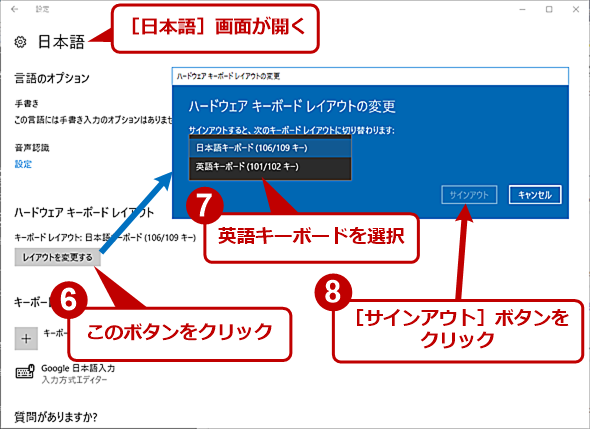 設定
［日本語］画面が開く
日本語
言語のオプション
手書き
この言語には手書き入力のオプションはありませ
音声認識
設定
ハードウェア キーボード レイアウトの変更
ハードウェア キーボード レイアウトの変更
サインアウトすると、次のキーボード レイアウトに切り替わります:
日本語キーボード (106/109 キー)
英語キーボード (101/102 キー)
サインアウト
キャンセル
7
英語キーボードを選択
ハードウェア キーボード レイアウト
キーボード レイアウト: 日本語キーボード (106/109 キー)
レイアウトを変更する
6
このボタンをクリック
8
［サインアウト］ボタンを
クリック
キーボ
キーボ
Google 日本語入力
入力方式エディター
質問がありますか?